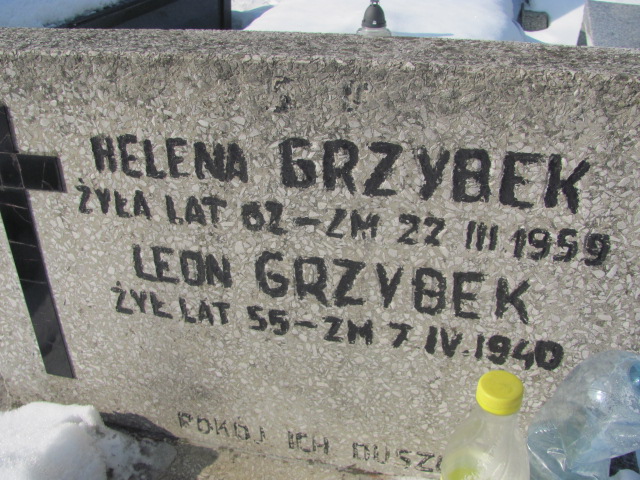 HELENA GRZYBEK
ŻYŁA LAT 62 – ZM 22 III 1959
LEON GRZYBEK
ŻYŁ LAT 55 – ZM 7 IV. 1940
POKÓJ ICH DUSZ